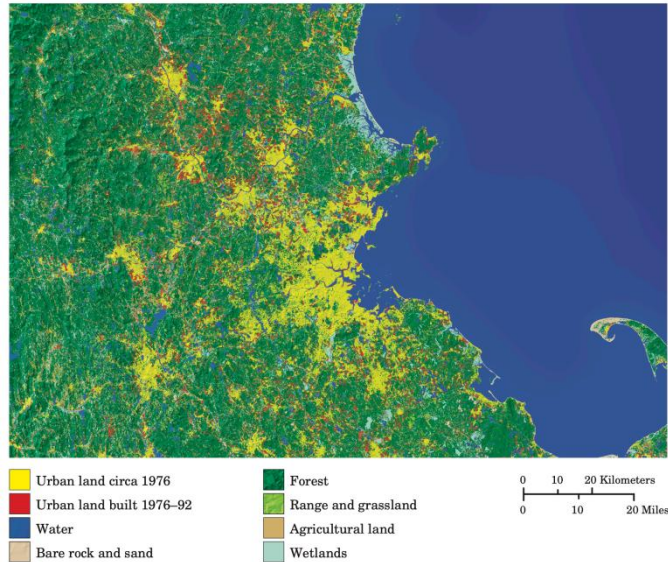 Urban land circa 1976
Urban land built 1976–92
Water
Bare rock and sand
Forest
Range and grassland
Agricultural land
Wetlands
0 10 20 Kilometers
0 10 20 Miles